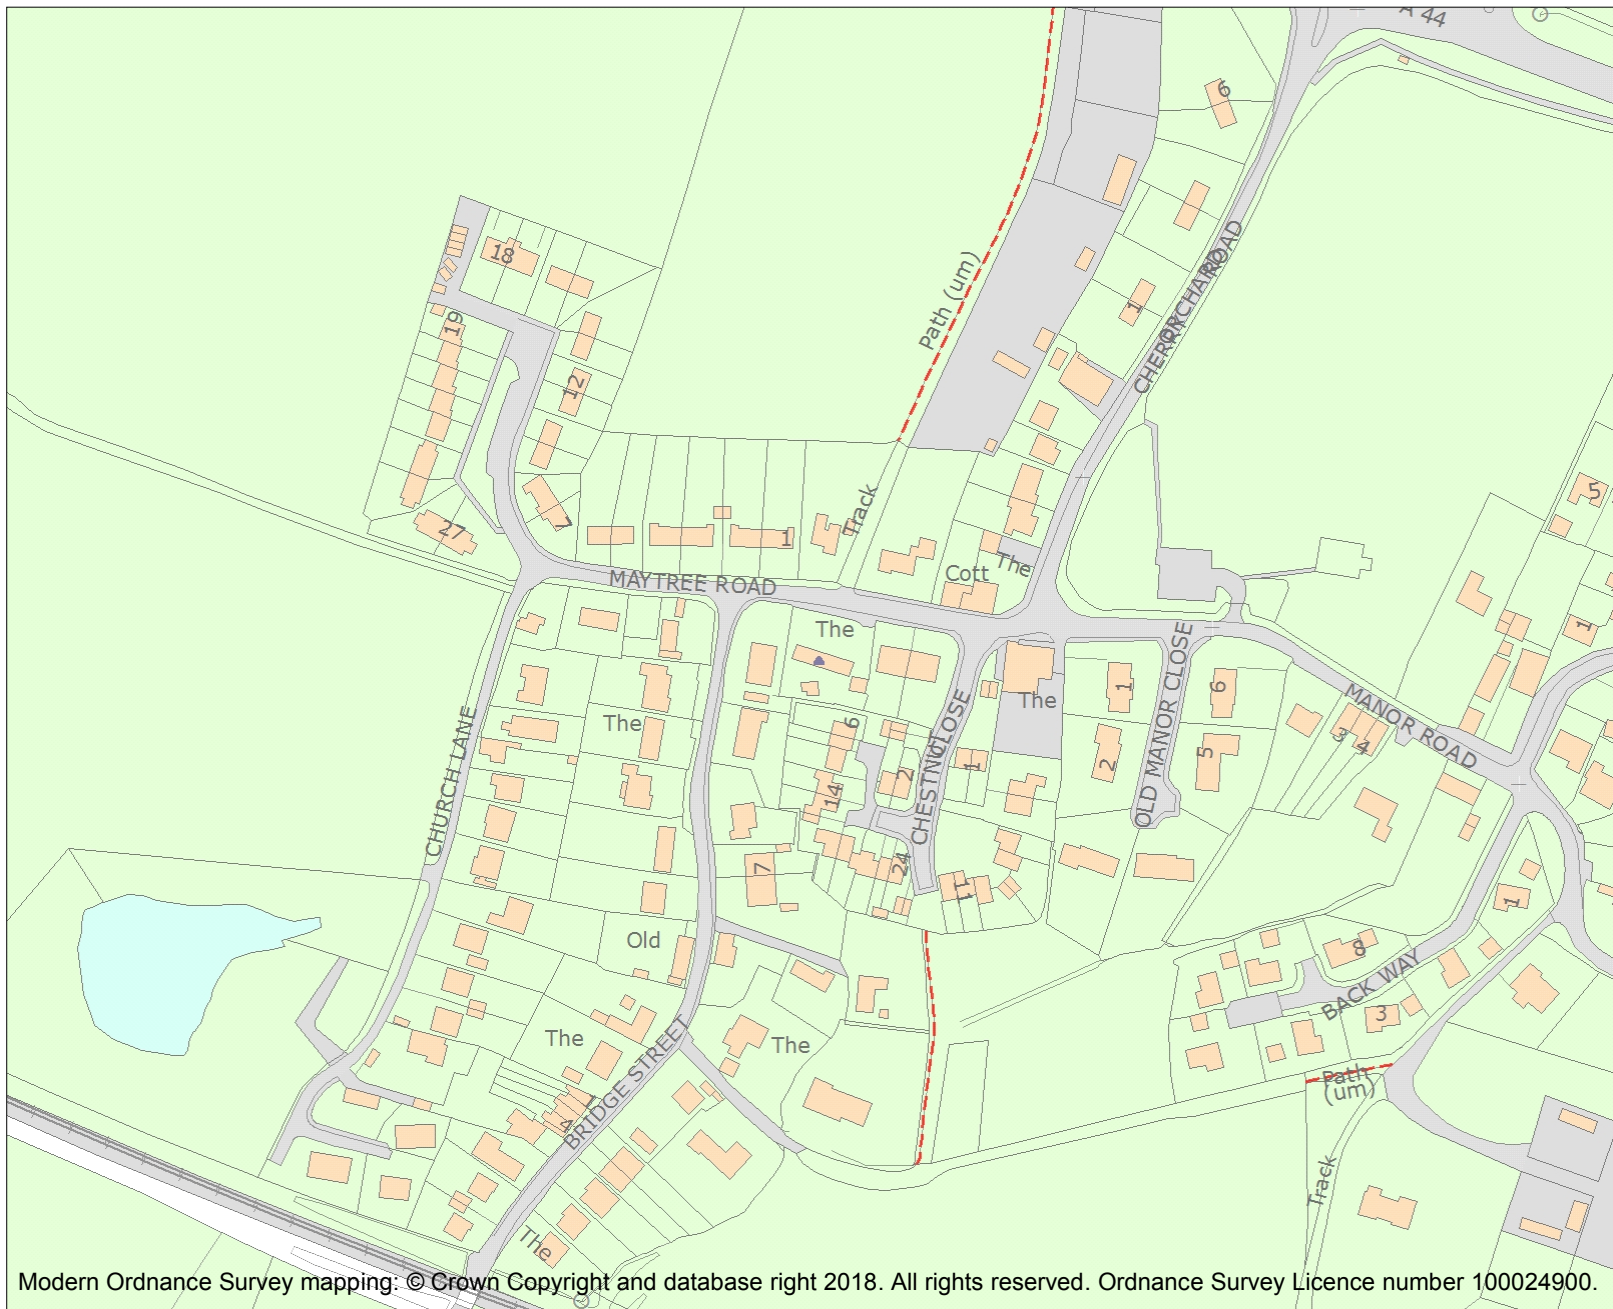 A 44
6
18
CHERRY ORCHARD ROAD
Path (um)
1
19
12
5
Track
27
7
1
The
Cott
MAYTREE ROAD
The
1
OLD MANOR CLOSE
1
6
The
MANOR ROAD
CHURCH LANE
The
6
CHESTNUT CLOSE
3
4
1
2
5
2
14
7
24
11
1
Old
8
BACK WAY
3
The
The
BRIDGE STREET
1
4
Path
(um)
Track
The
Modern Ordnance Survey mapping: © Crown Copyright and database right 2018. All rights reserved. Ordnance Survey Licence number 100024900.